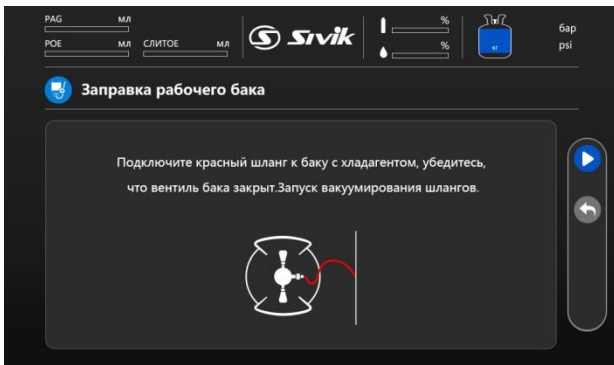 PAG мл
POE мл СЛИТОЕ мл
Sivik
%
%
кг
бар
psi
Заправка рабочего бака
Подключите красный шланг к баку с хладагентом, убедитесь,
что вентиль бака закрыт.Запуск вакуумирования шлангов.